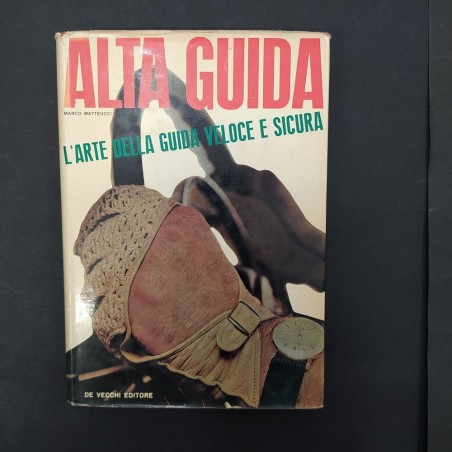 ALTA GUIDA
MARCO MATTEUCCI
L'ARTE DELLA GUIDA VELOCE E SICURA
DE VECCHI EDITORE